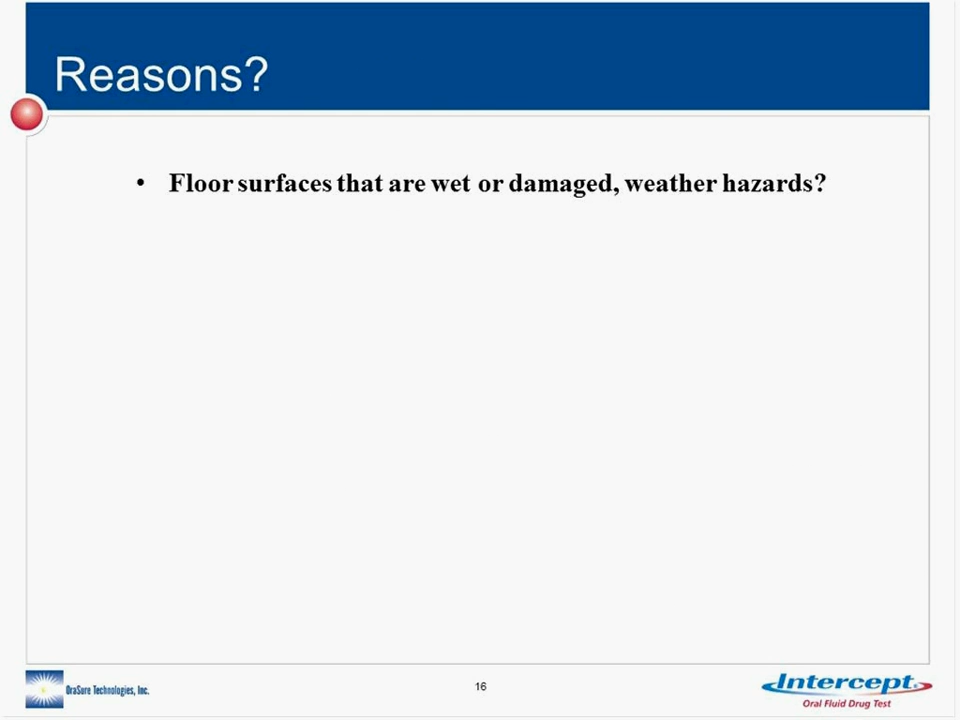 Reasons?
• Floor surfaces that are wet or damaged, weather hazards?
OraSure Technologies, Inc.
16
Intercept
Oral Fluid Drug Test